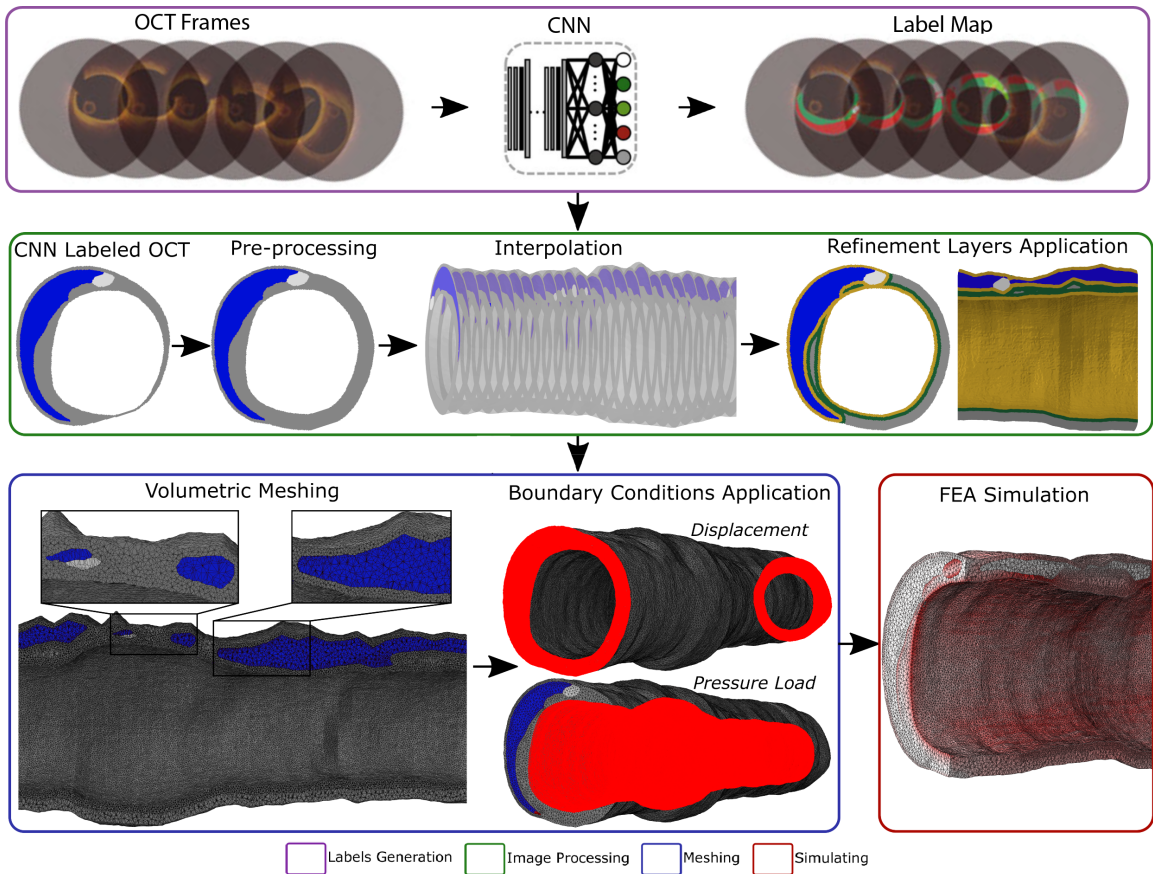 OCT Frames
CNN
Label Map
CNN Labeled OCT
Pre-processing
Interpolation
Refinement Layers Application
Volumetric Meshing
Boundary Conditions Application
Displacement
Pressure Load
FEA Simulation
Labels Generation
Image Processing
Meshing
Simulating